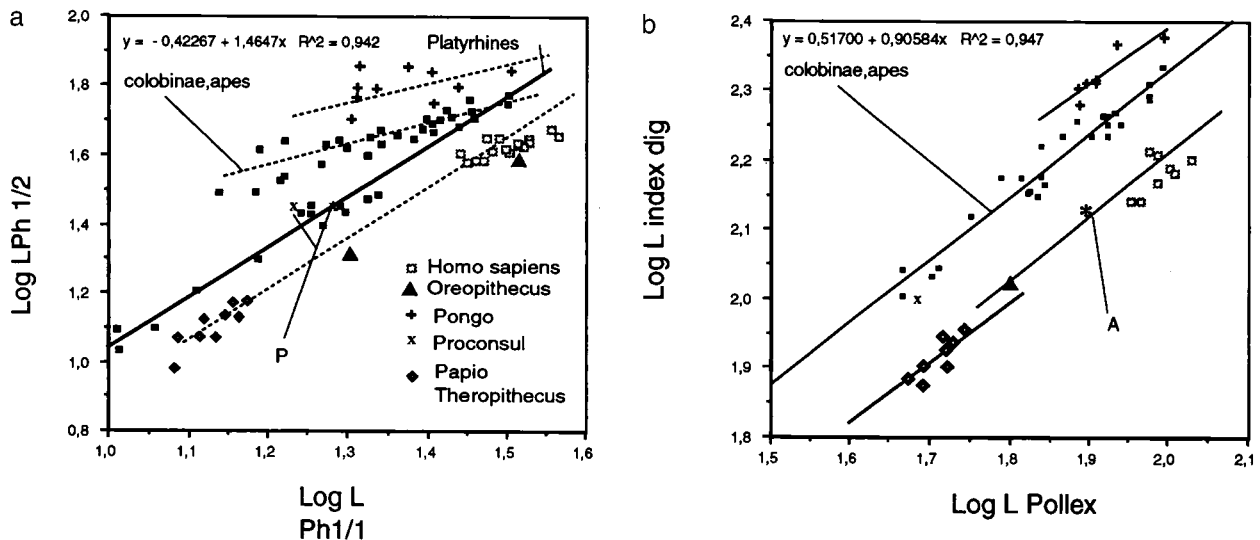 a
y = - 0,42267 + 1,4647x R^2 = 0,942
Platyrhines
colobinae,apes
Log LPh 1/2
2,0
1,8
1,6
1,4
1,2
1,0
0,8
P
Homo sapiens
Oreopithecus
Pongo
Proconsul
Papio
Theropithecus
1,0 1,1 1,2 1,3 1,4 1,5 1,6
Log L
Ph1/1
b
y = 0,51700 + 0,90584x R^2 = 0,947
colobinae,apes
Log L index dig
2,4
2,3
2,2
2,1
2,0
1,9
1,8
A
1,5 1,6 1,7 1,8 1,9 2,0 2,1
Log L Pollex